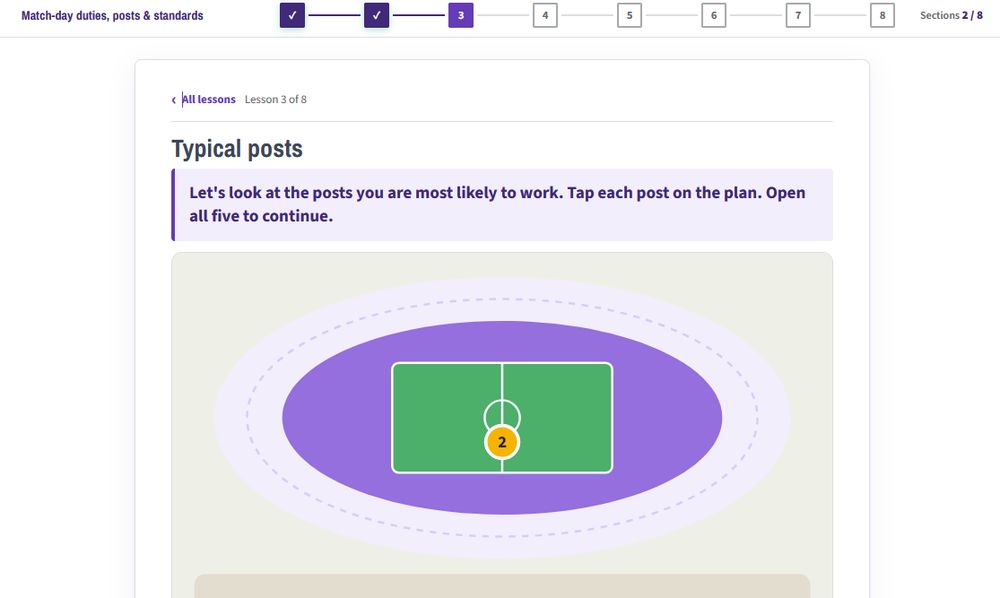 Match-day duties, posts & standards
✓ ✓ 3 4 5 6 7 8
Sections 2 / 8
‹ All lessons Lesson 3 of 8
Typical posts
Let's look at the posts you are most likely to work. Tap each post on the plan. Open
all five to continue.
2